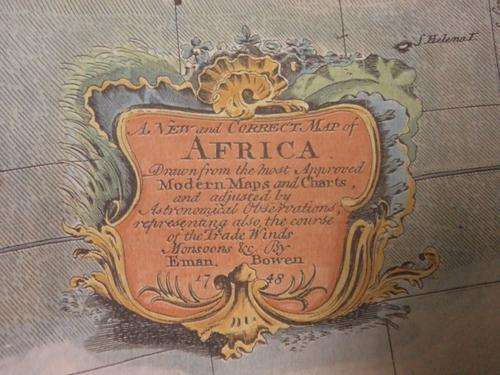 S. Helena I.
A NEW and CORRECT MAP of
AFRICA
Drawn from the most Approved
Modern Maps and Charts,
and adjusted by
Astronomical Observations;
representing also the course
of the Trade Winds
Monsoons &c. By
Eman. Bowen
1748